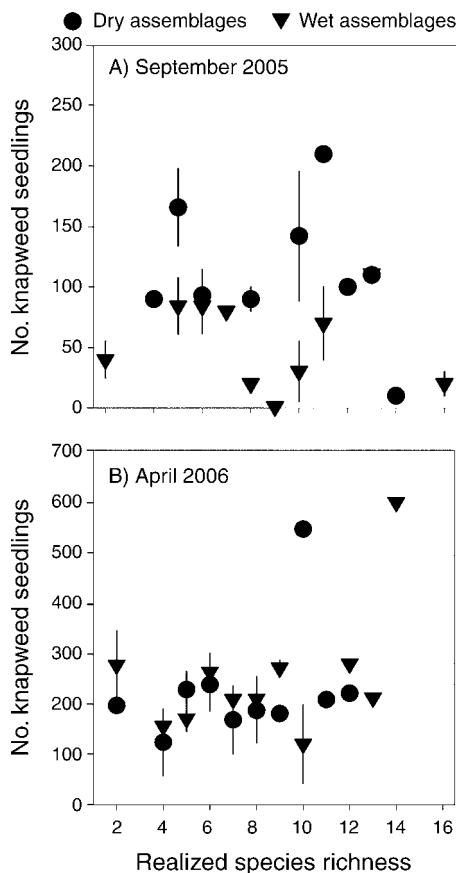 Dry assemblages Wet assemblages
A) September 2005
No. knapweed seedlings
300
250
200
150
100
50
0
B) April 2006
No. knapweed seedlings
700
600
500
400
300
200
100
0
2 4 6 8 10 12 14 16
Realized species richness